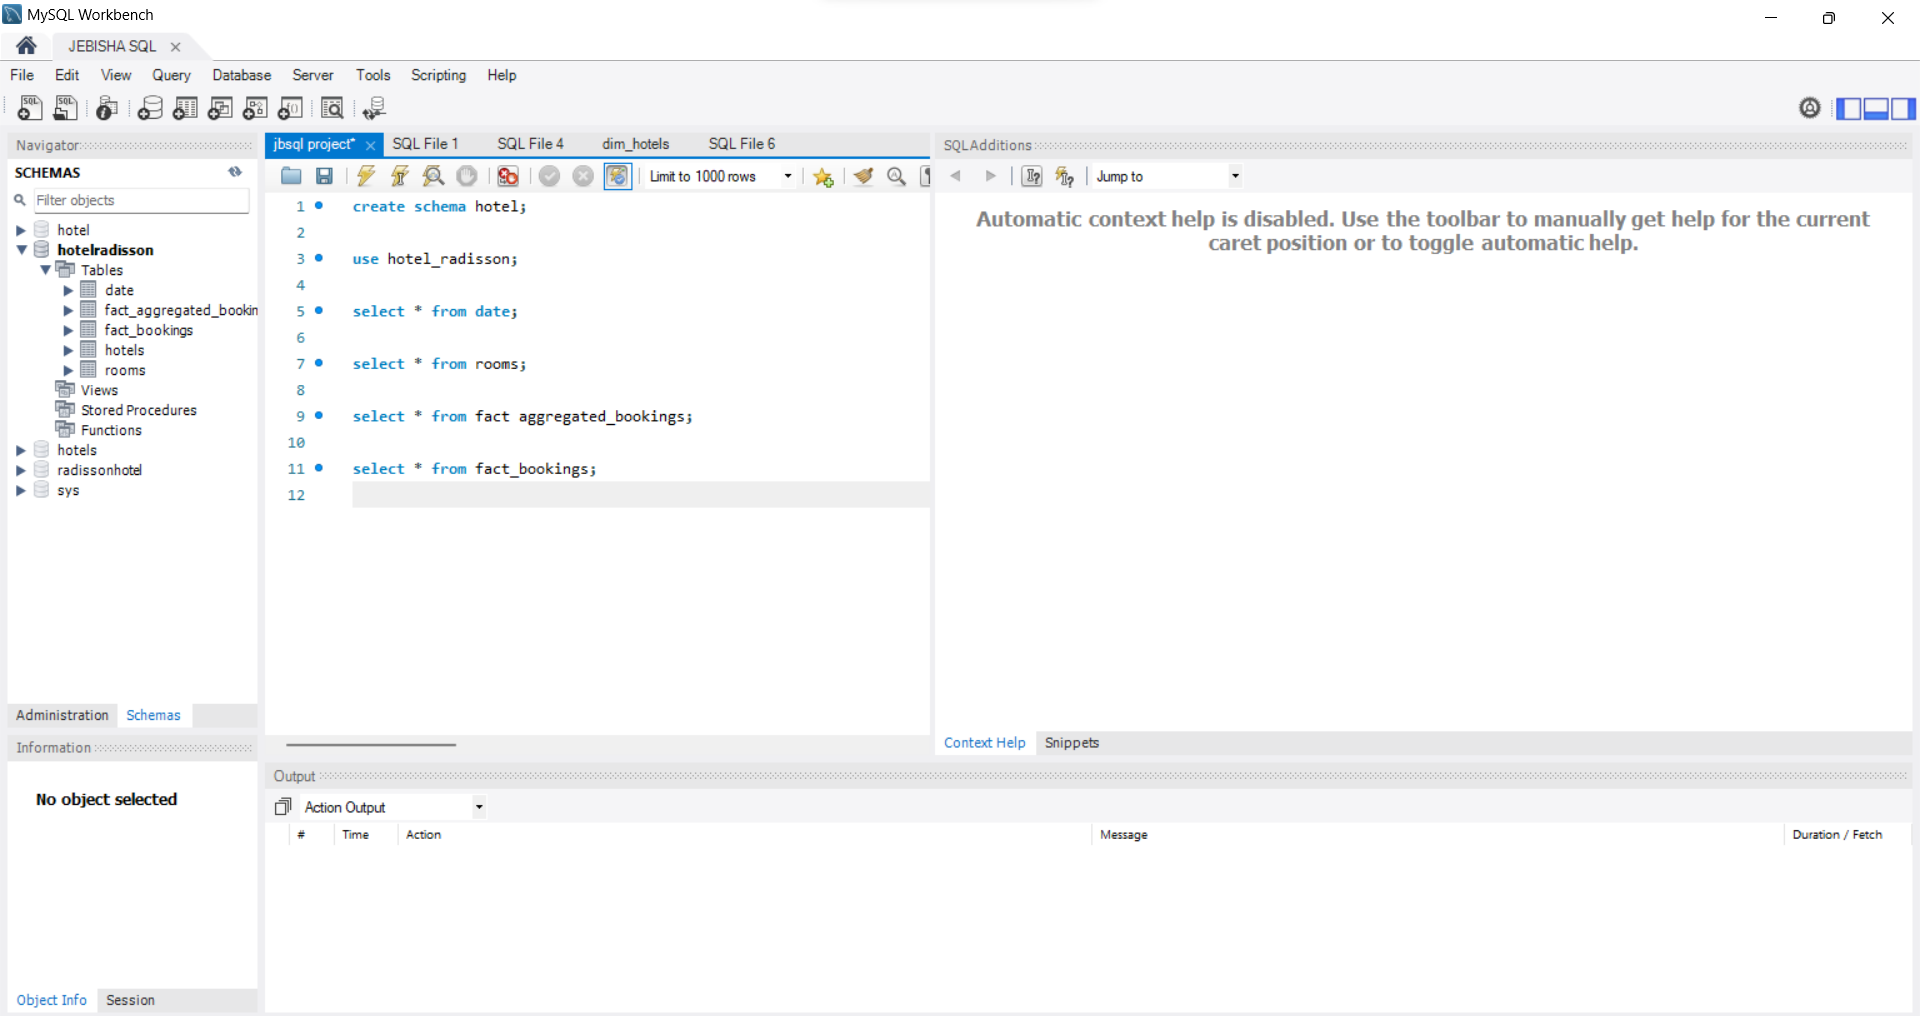 MySQL Workbench
JEBISHA SQL
File Edit View Query Database Server Tools Scripting Help
Navigator
SCHEMAS
Filter objects
hotel
hotelradisson
Tables
date
fact_aggregated_bookin
fact_bookings
hotels
rooms
Views
Stored Procedures
Functions
hotels
radissonhotel
sys
Administration Schemas
Information
No object selected
Object Info Session
jbsql project* SQL File 1 SQL File 4 dim_hotels SQL File 6
Limit to 1000 rows
1 create schema hotel;
2
3 use hotel_radisson;
4
5 select * from date;
6
7 select * from rooms;
8
9 select * from fact aggregated_bookings;
10
11 select * from fact_bookings;
12
SQLAdditions
Jump to
Automatic context help is disabled. Use the toolbar to manually get help for the current
caret position or to toggle automatic help.
Context Help Snippets
Output
Action Output
# Time Action Message Duration / Fetch